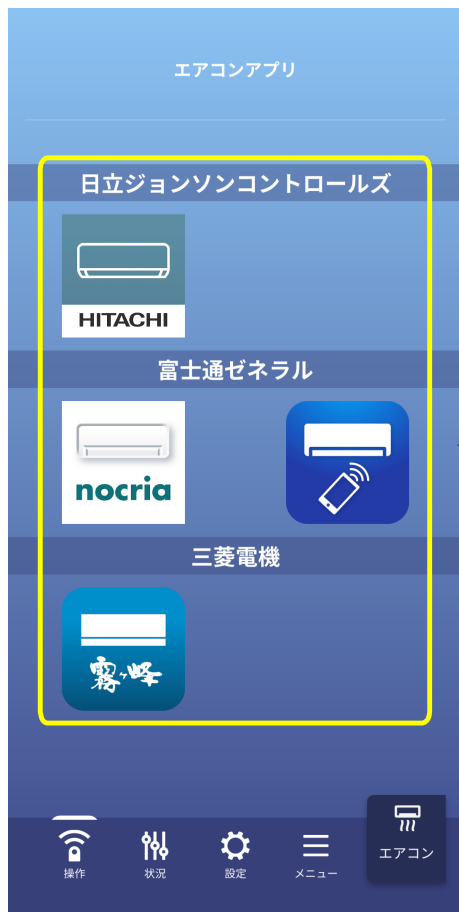 エアコンアプリ
日立ジョンソンコントロールズ
HITACHI
富士通ゼネラル
nocria
三菱電機
霧ヶ峰
操作
状況
設定
メニュー
エアコン